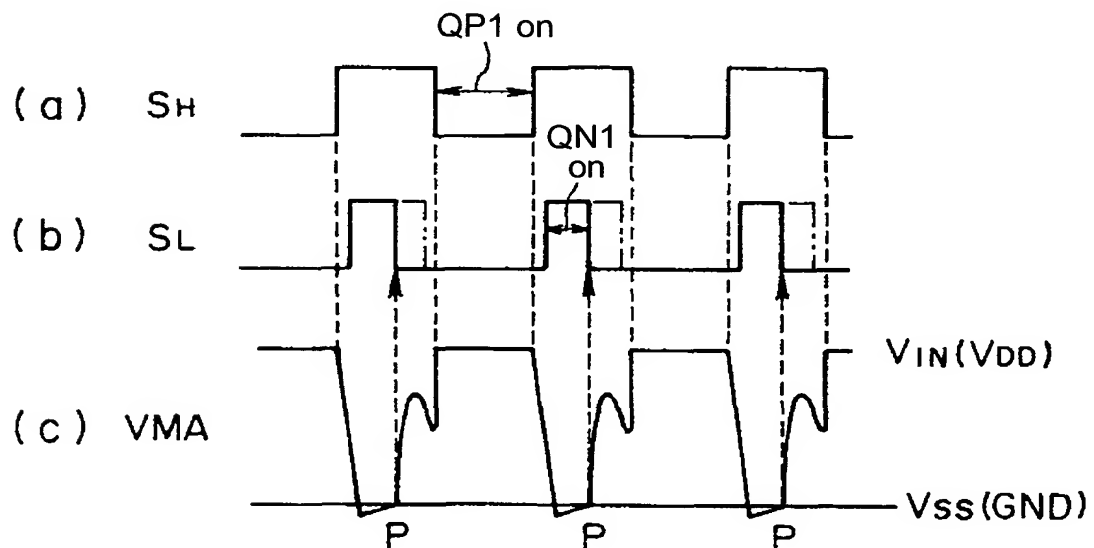 QP1 on
(a) SH
QN1
on
(b) SL
VIN(VDD)
(c) VMA
Vss(GND)
P P P